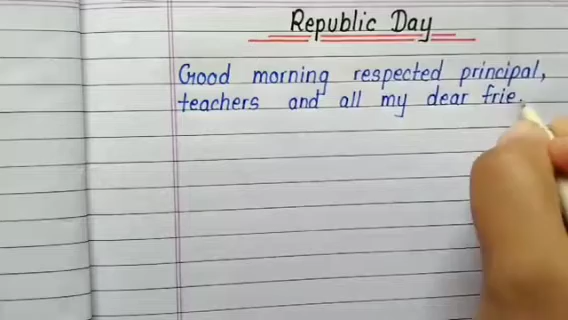 Republic Day
Good morning respected principal,
teachers and all my dear frie